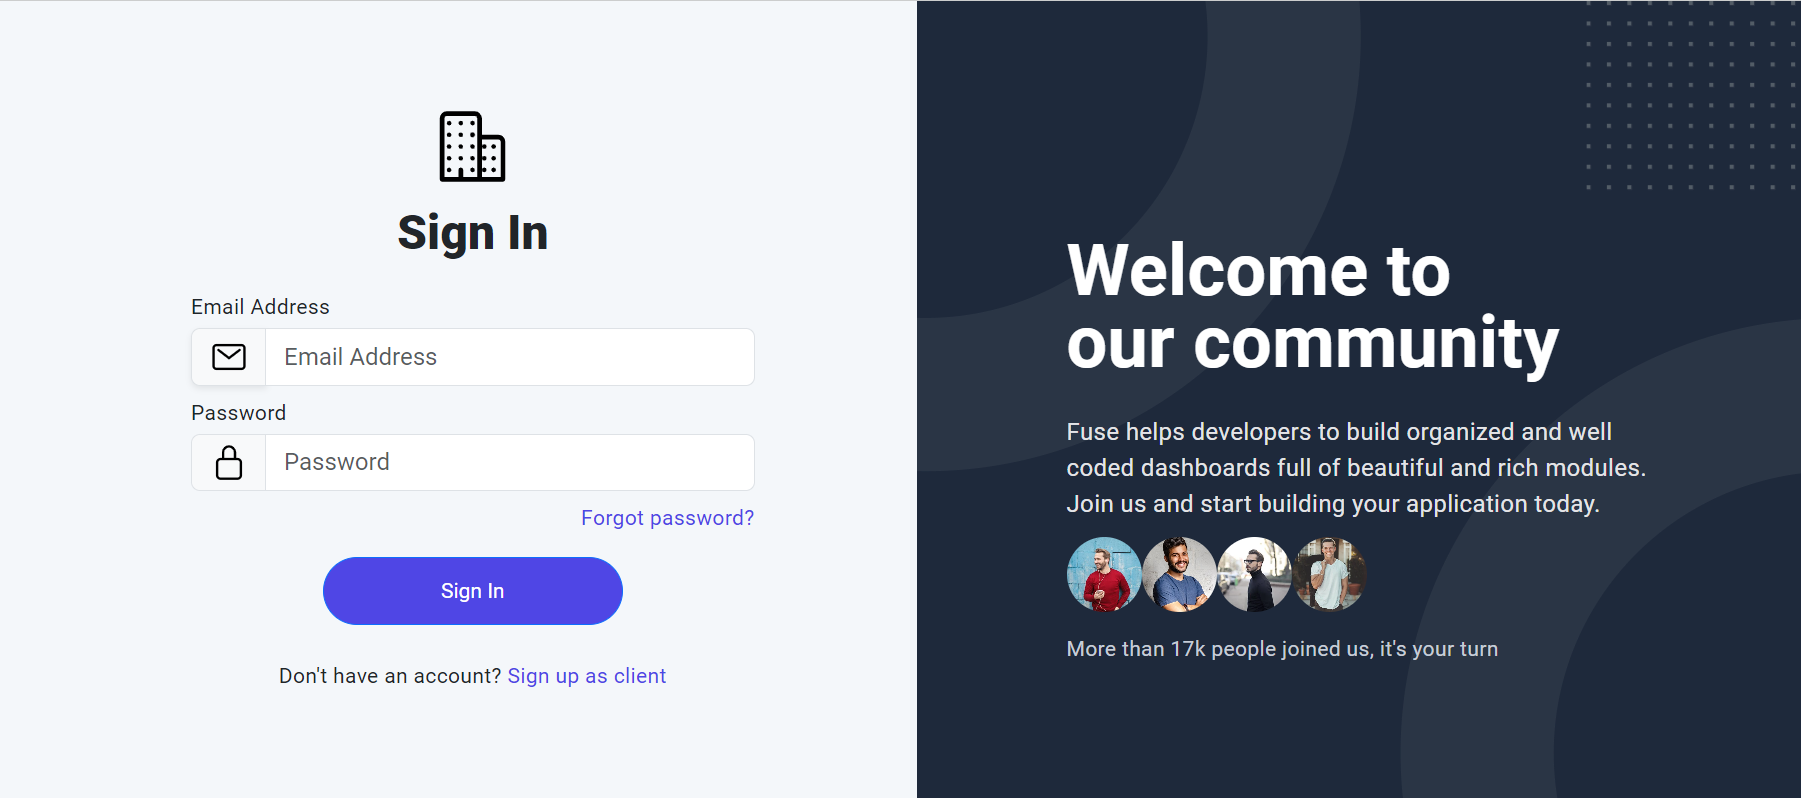 Sign In
Email Address
Email Address
Password
Password
Forgot password?
Sign In
Don't have an account? Sign up as client
Welcome to
our community
Fuse helps developers to build organized and well
coded dashboards full of beautiful and rich modules.
Join us and start building your application today.
More than 17k people joined us, it's your turn